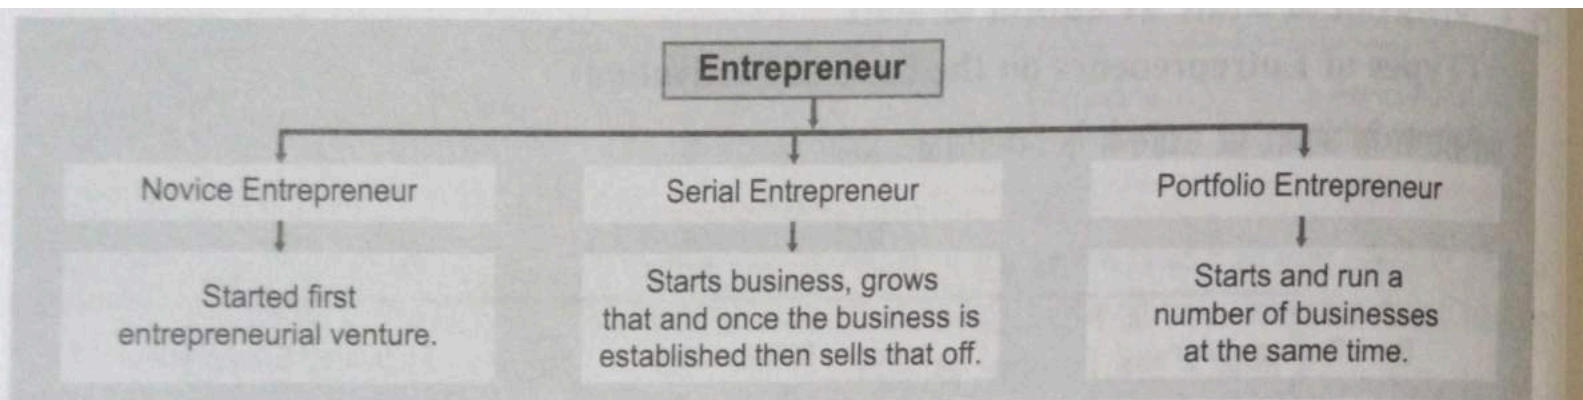 Entrepreneur
Novice Entrepreneur
Serial Entrepreneur
Portfolio Entrepreneur
Started first
entrepreneurial venture.
Starts business, grows
that and once the business is
established then sells that off.
Starts and run a
number of businesses
at the same time.